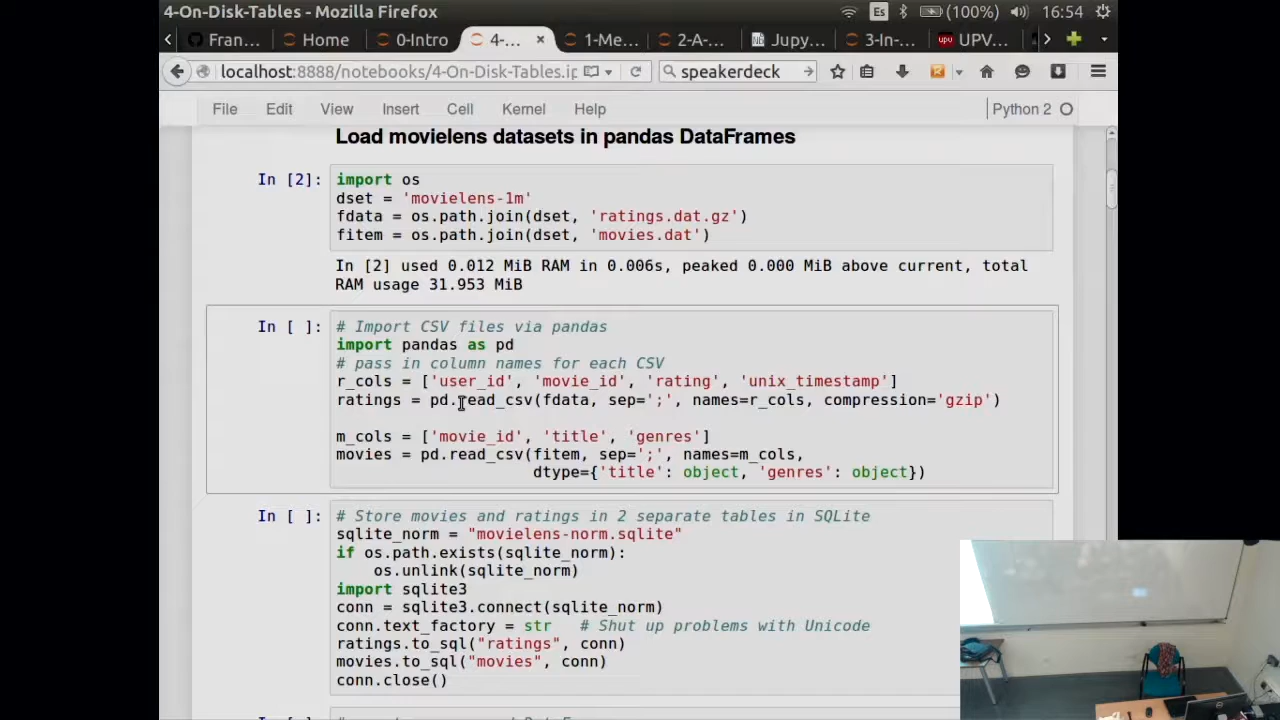 4-On-Disk-Tables - Mozilla Firefox
Es
(100%)
16:54
Fran...
Home
0-Intro
4-...
1-Me...
2-A-...
Jupy...
3-In-...
upv
UPV...
localhost:8888/notebooks/4-On-Disk-Tables.ip
speakerdeck
File
Edit
View
Insert
Cell
Kernel
Help
Python 2
Load movielens datasets in pandas DataFrames
In [2]:
import os
dset = 'movielens-1m'
fdata = os.path.join(dset, 'ratings.dat.gz')
fitem = os.path.join(dset, 'movies.dat')
In [2] used 0.012 MiB RAM in 0.006s, peaked 0.000 MiB above current, total
RAM usage 31.953 MiB
In [ ]:
# Import CSV files via pandas
import pandas as pd
# pass in column names for each CSV
r_cols = ['user_id', 'movie_id', 'rating', 'unix_timestamp']
ratings = pd.read_csv(fdata, sep=';', names=r_cols, compression='gzip')
m_cols = ['movie_id', 'title', 'genres']
movies = pd.read_csv(fitem, sep=';', names=m_cols,
dtype={'title': object, 'genres': object})
In [ ]:
# Store movies and ratings in 2 separate tables in SQLite
sqlite_norm = "movielens-norm.sqlite"
if os.path.exists(sqlite_norm):
os.unlink(sqlite_norm)
import sqlite3
conn = sqlite3.connect(sqlite_norm)
conn.text_factory = str   # Shut up problems with Unicode
ratings.to_sql("ratings", conn)
movies.to_sql("movies", conn)
conn.close()